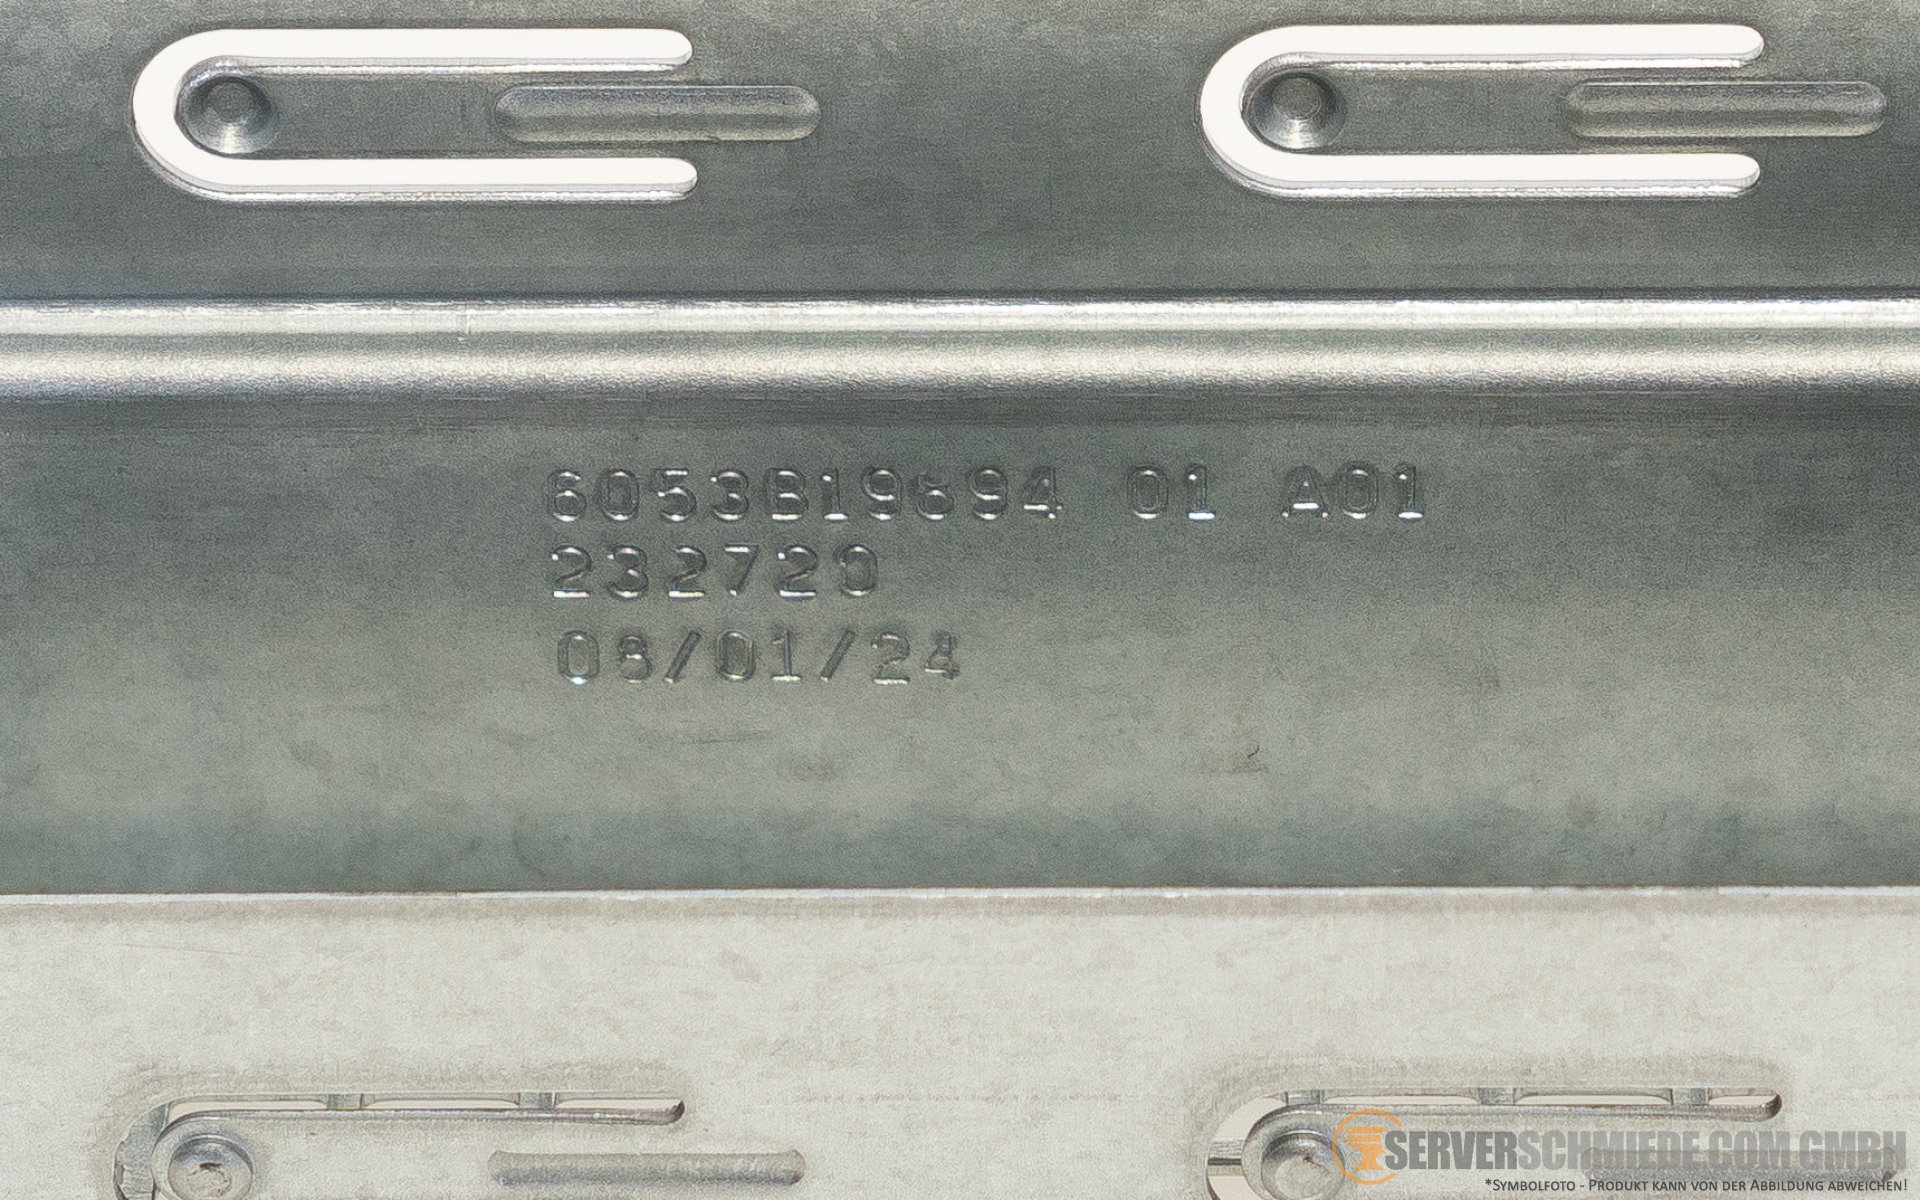 6053B19694 01 A01
232720
08/01/24
SERVERSCHMIEDE.COM GMBH
*SYMBOLFOTO - PRODUKT KANN VON DER ABBILDUNG ABWEICHEN!